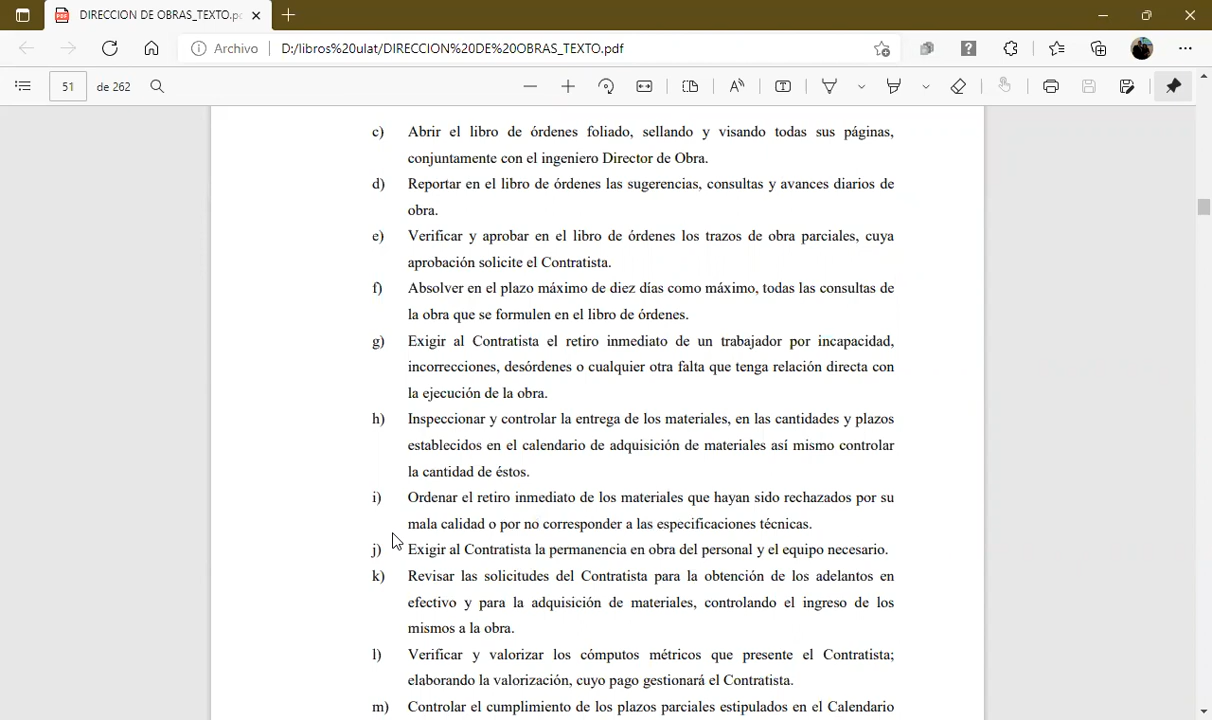 DIRECCION DE OBRAS_TEXTO.pd
Archivo
D:/libros%20ulat/DIRECCION%20DE%20OBRAS_TEXTO.pdf
51
de 262
c) Abrir el libro de órdenes foliado, sellando y visando todas sus páginas,
conjuntamente con el ingeniero Director de Obra.
d) Reportar en el libro de órdenes las sugerencias, consultas y avances diarios de
obra.
e) Verificar y aprobar en el libro de órdenes los trazos de obra parciales, cuya
aprobación solicite el Contratista.
f) Absolver en el plazo máximo de diez días como máximo, todas las consultas de
la obra que se formulen en el libro de órdenes.
g) Exigir al Contratista el retiro inmediato de un trabajador por incapacidad,
incorrecciones, desórdenes o cualquier otra falta que tenga relación directa con
la ejecución de la obra.
h) Inspeccionar y controlar la entrega de los materiales, en las cantidades y plazos
establecidos en el calendario de adquisición de materiales así mismo controlar
la cantidad de éstos.
i) Ordenar el retiro inmediato de los materiales que hayan sido rechazados por su
mala calidad o por no corresponder a las especificaciones técnicas.
j) Exigir al Contratista la permanencia en obra del personal y el equipo necesario.
k) Revisar las solicitudes del Contratista para la obtención de los adelantos en
efectivo y para la adquisición de materiales, controlando el ingreso de los
mismos a la obra.
l) Verificar y valorizar los cómputos métricos que presente el Contratista;
elaborando la valorización, cuyo pago gestionará el Contratista.
m) Controlar el cumplimiento de los plazos parciales estipulados en el Calendario